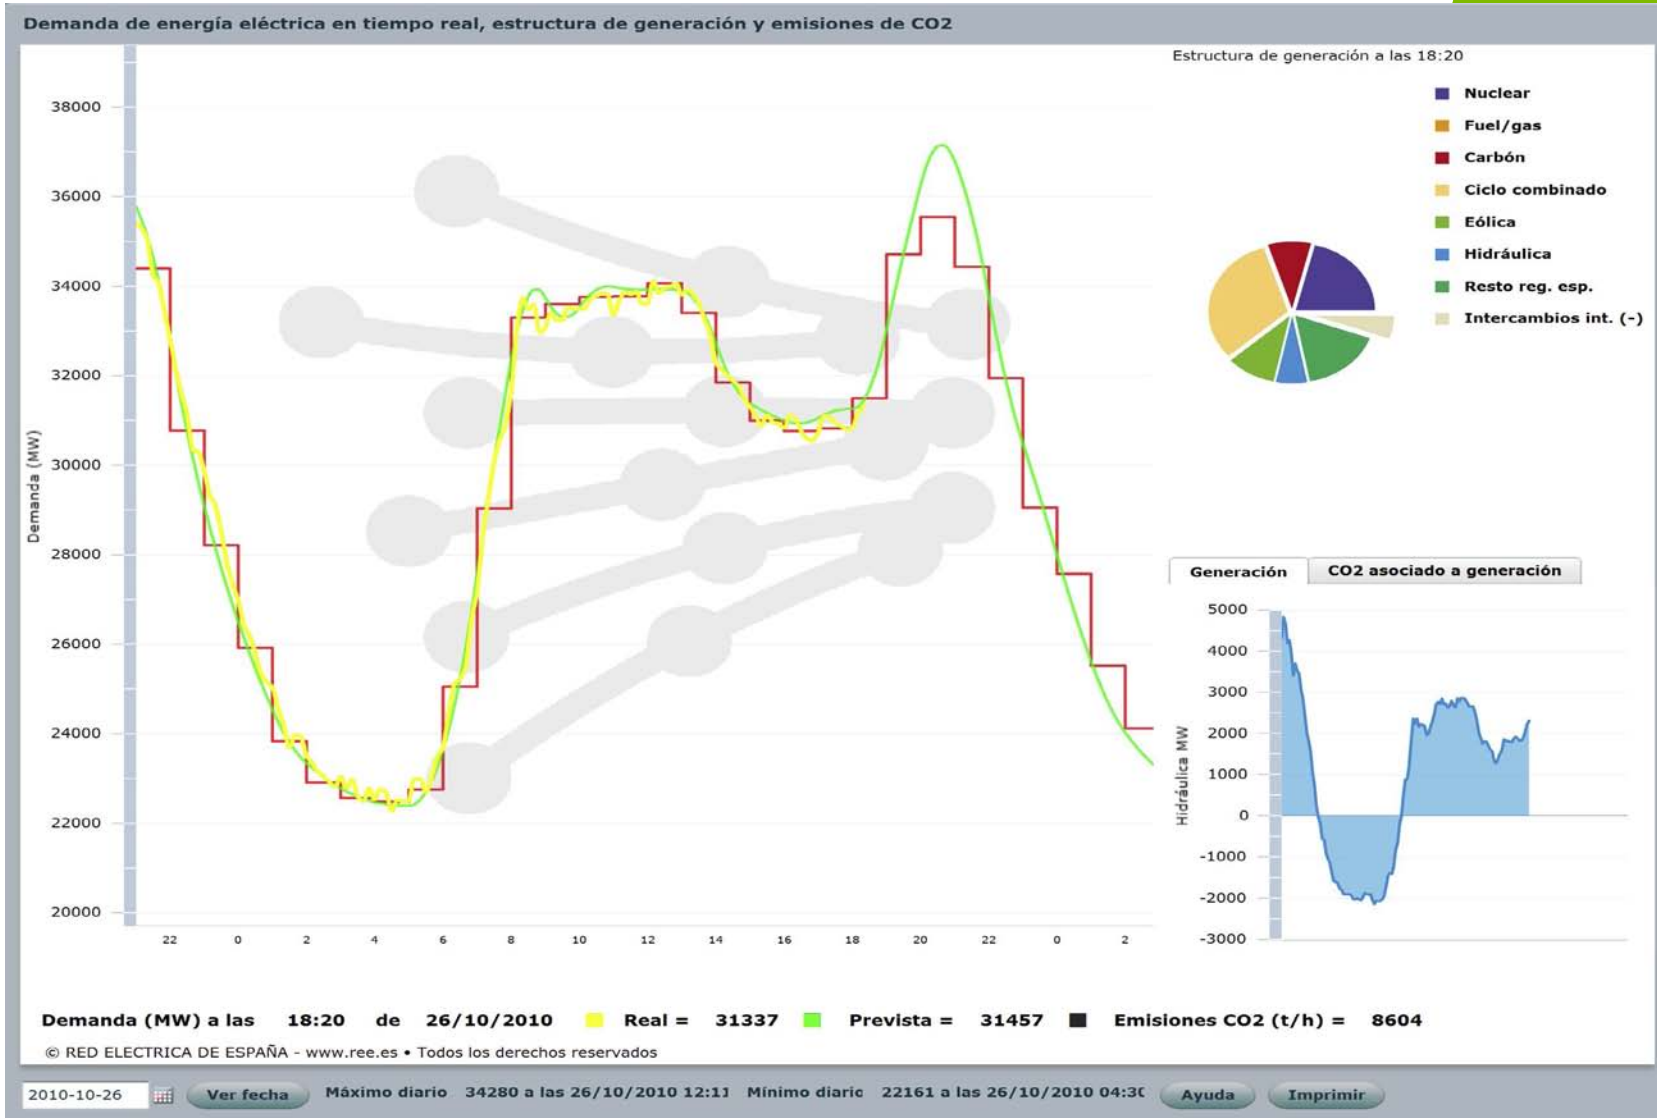 Demanda de energía eléctrica en tiempo real, estructura de generación y emisiones de CO2
Estructura de generación a las 18:20
Nuclear
Fuel/gas
Carbón
Ciclo combinado
Eólica
Hidráulica
Resto reg. esp.
Intercambios int. (-)
Demanda (MW)
38000
36000
34000
32000
30000
28000
26000
24000
22000
20000
22 0 2 4 6 8 10 12 14 16 18 20 22 0 2
Generación CO2 asociado a generación
Hidráulica MW
5000
4000
3000
2000
1000
0
-1000
-2000
-3000
Demanda (MW) a las 18:20 de 26/10/2010 Real = 31337 Prevista = 31457 Emisiones CO2 (t/h) = 8604
© RED ELECTRICA DE ESPAÑA - www.ree.es • Todos los derechos reservados
2010-10-26 Ver fecha Máximo diario 34280 a las 26/10/2010 12:11 Mínimo diario 22161 a las 26/10/2010 04:30 Ayuda Imprimir